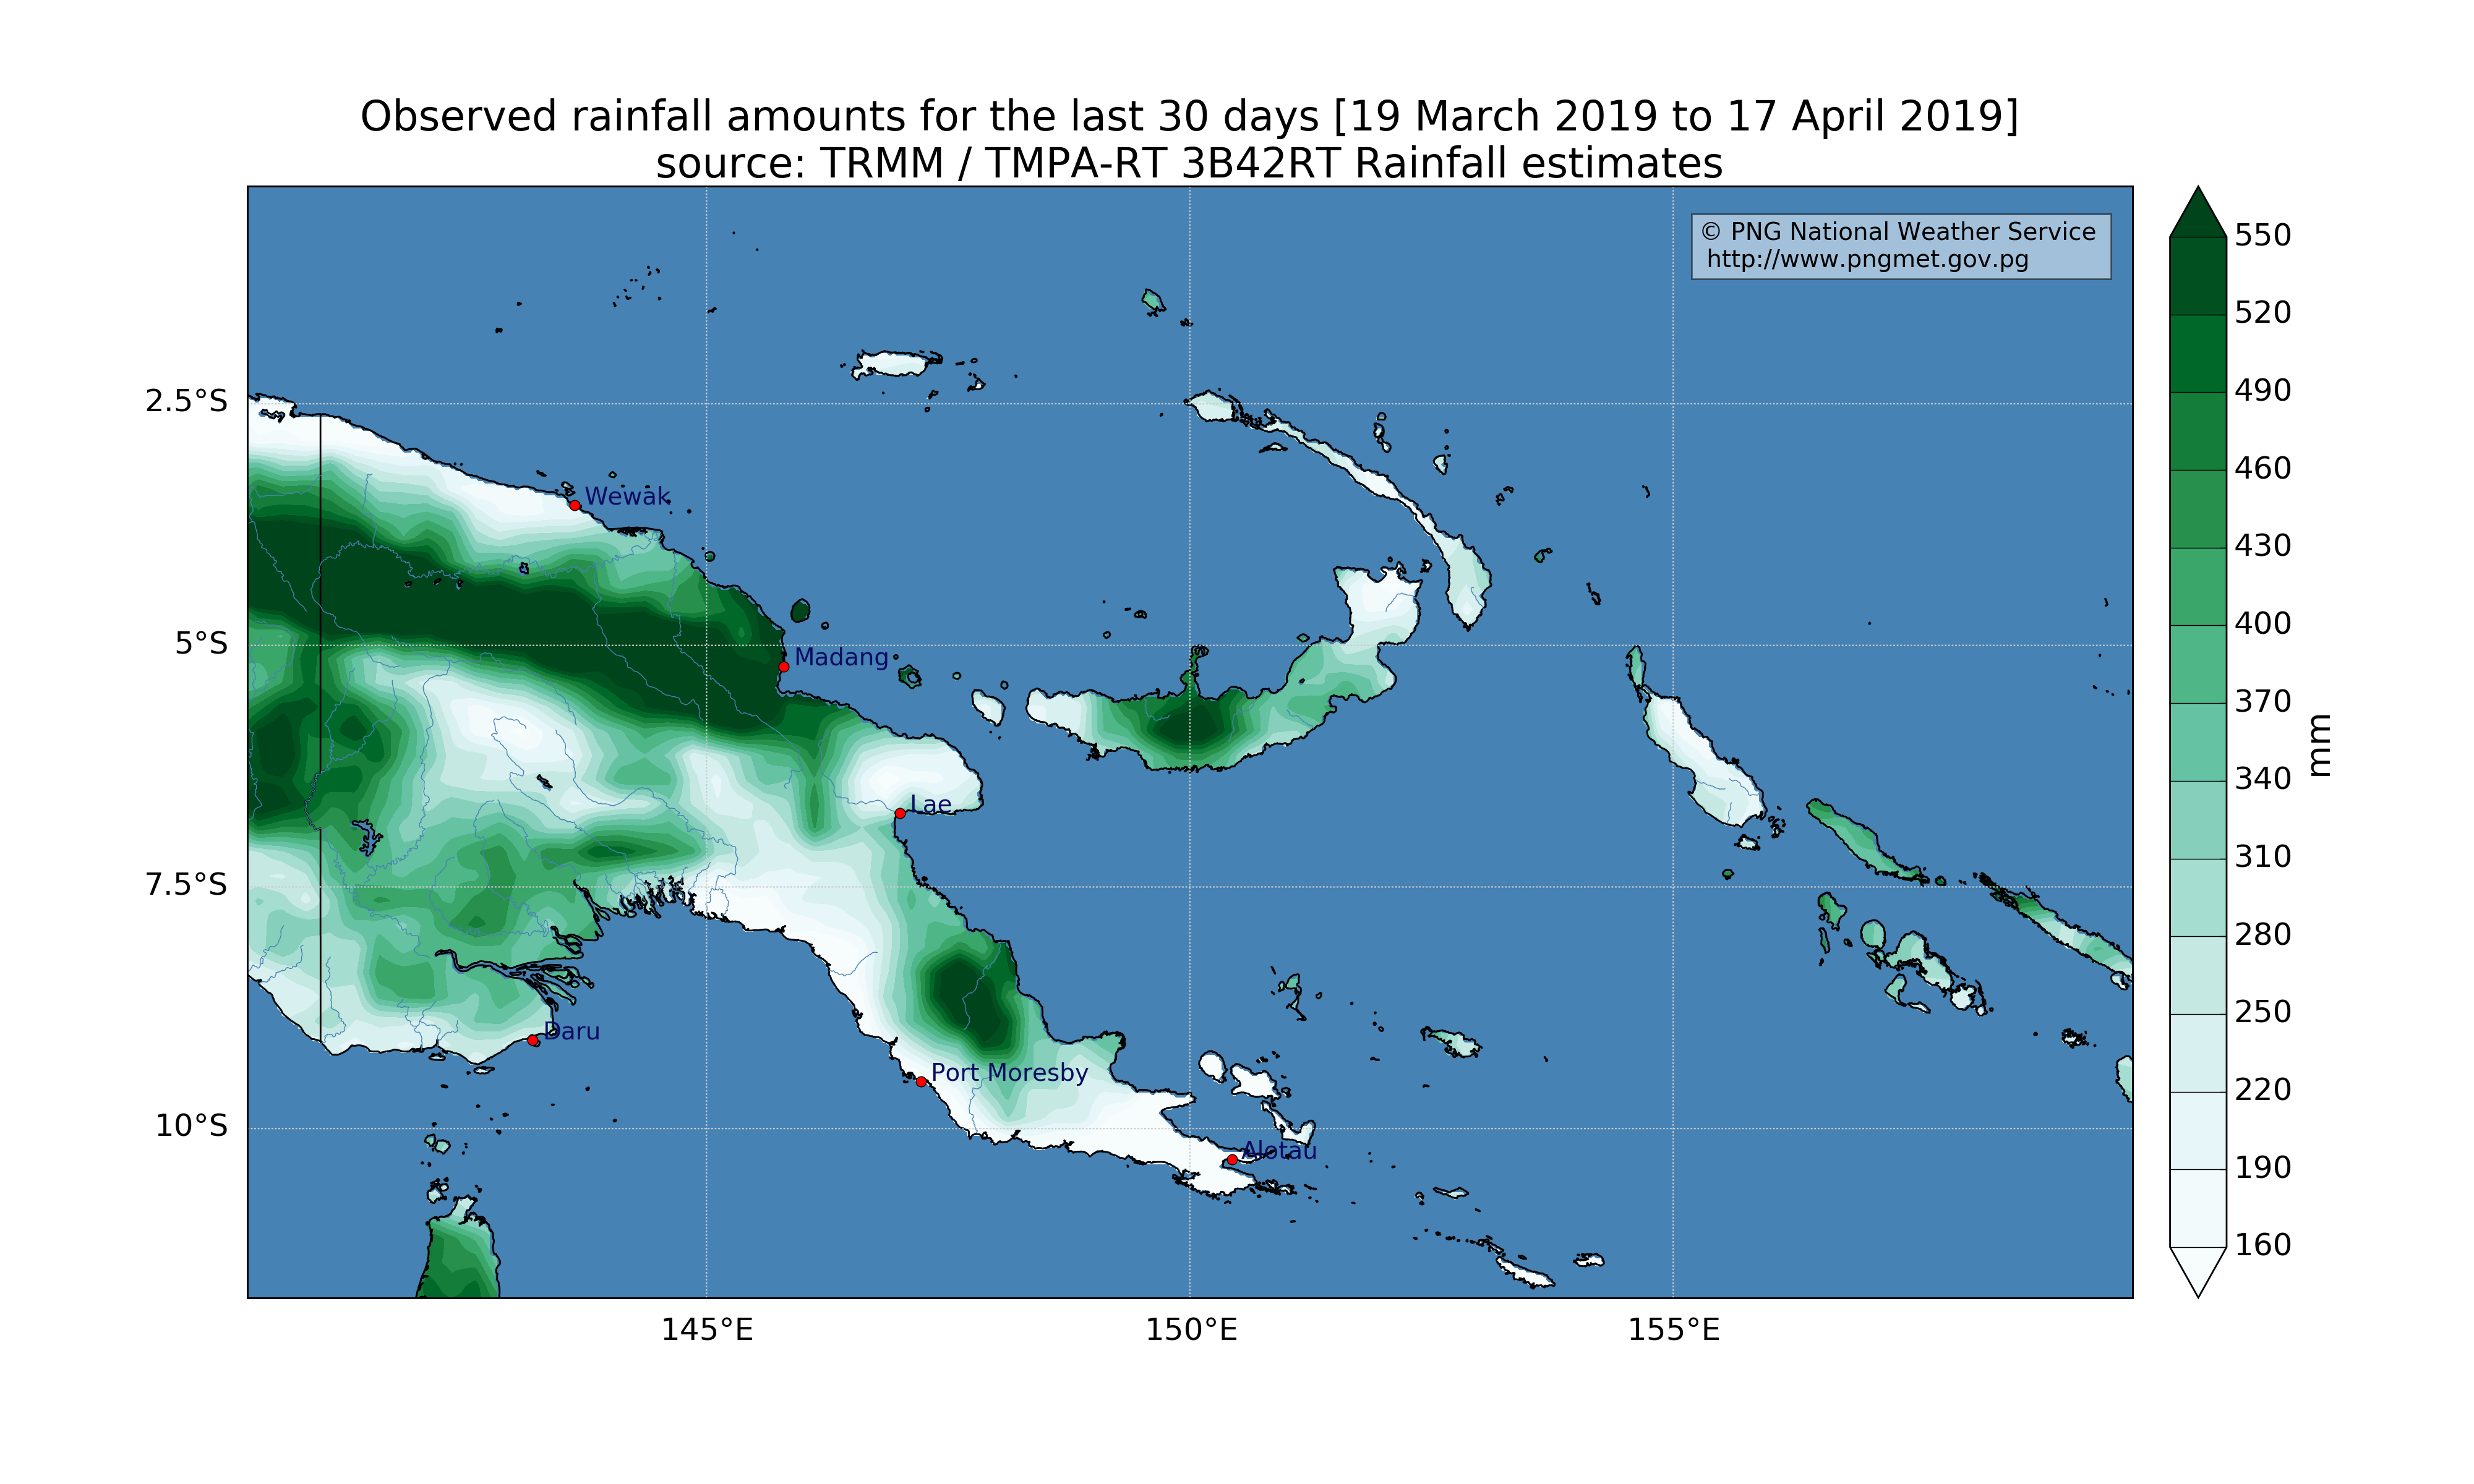 Observed rainfall amounts for the last 30 days [19 March 2019 to 17 April 2019]
source: TRMM / TMPA-RT 3B42RT Rainfall estimates
© PNG National Weather Service
http://www.pngmet.gov.pg
550
520
490
460
430
400
370
340
310
280
250
220
190
160
mm
2.5°S
5°S
7.5°S
10°S
Wewak
Madang
Lae
Daru
Port Moresby
Alotau
145°E
150°E
155°E